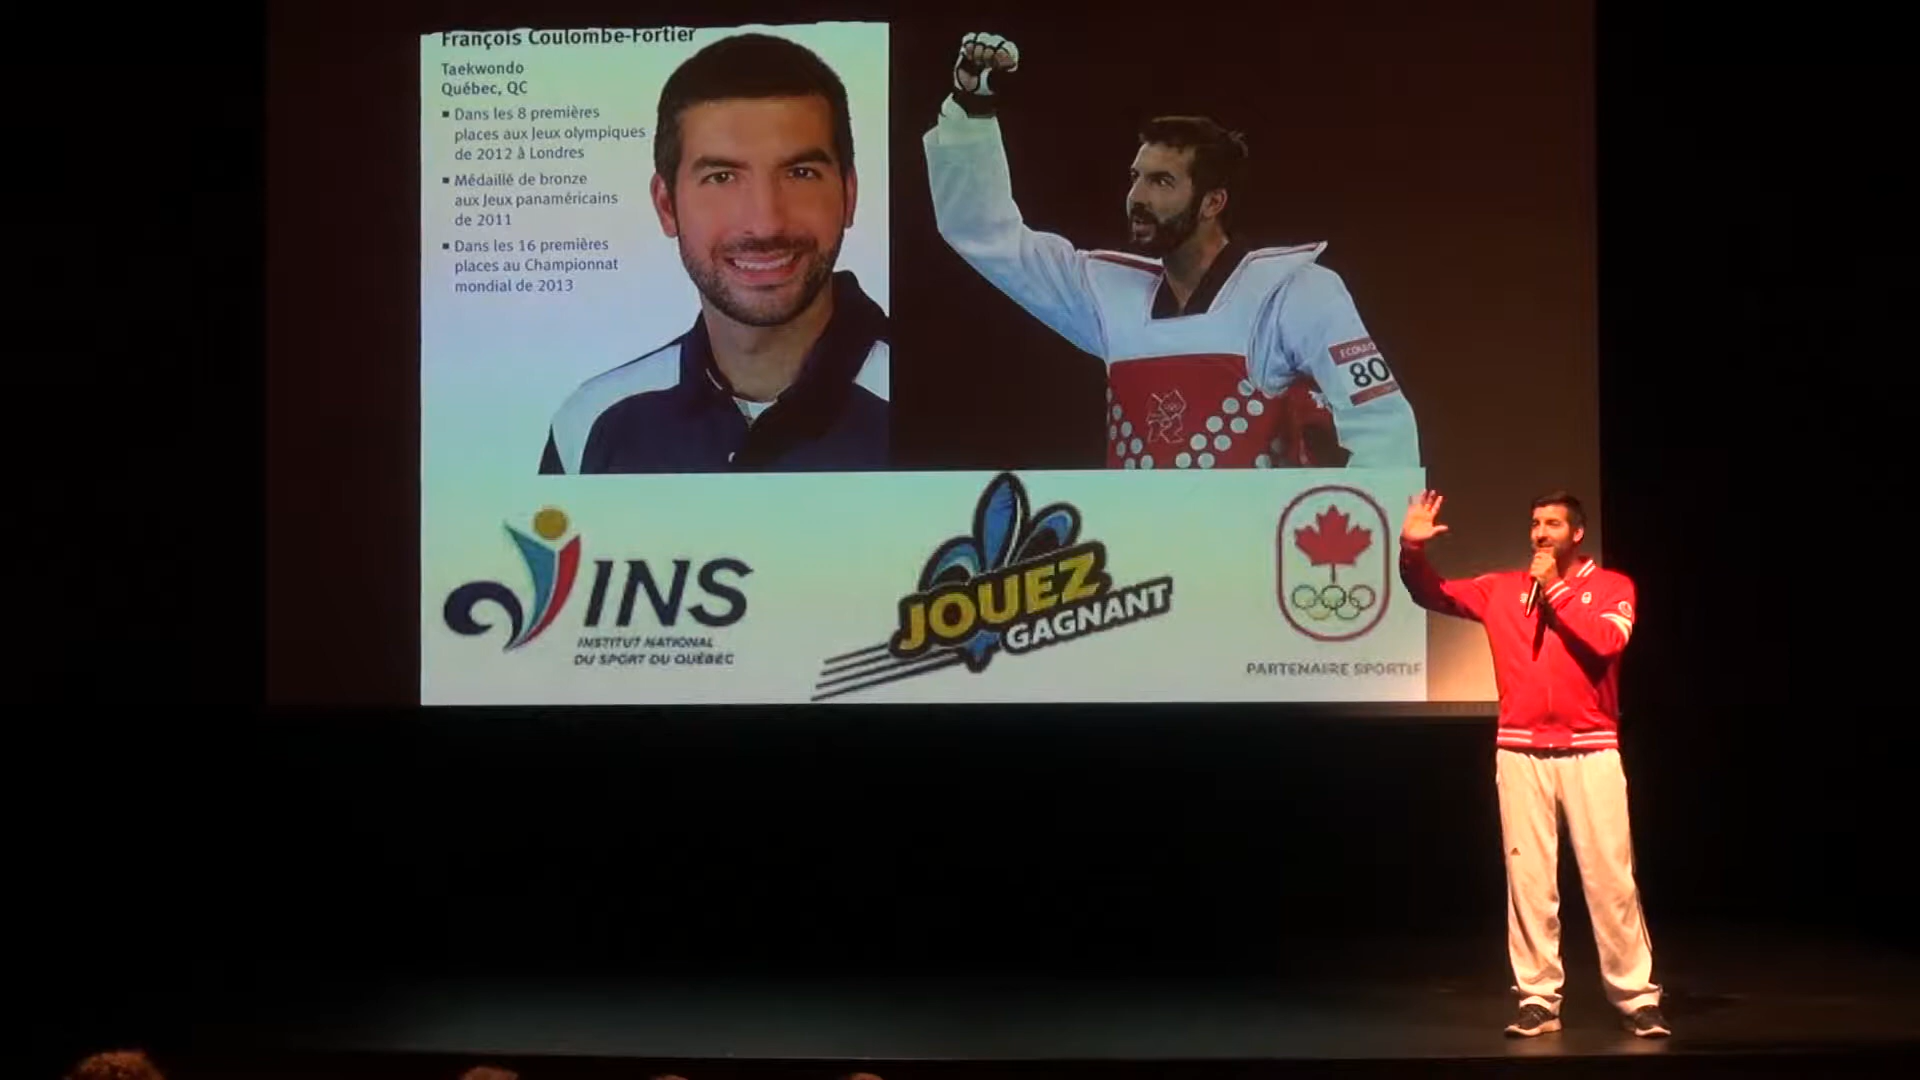 François Coulombe-Fortier
Taekwondo
Québec, QC
▪ Dans les 8 premières
places aux Jeux olympiques
de 2012 à Londres
▪ Médaillé de bronze
aux Jeux panaméricains
de 2011
▪ Dans les 16 premières
places au Championnat
mondial de 2013
80
INS
INSTITUT NATIONAL
DU SPORT DU QUÉBEC
JOUEZ
GAGNANT
PARTENAIRE SPORTIF